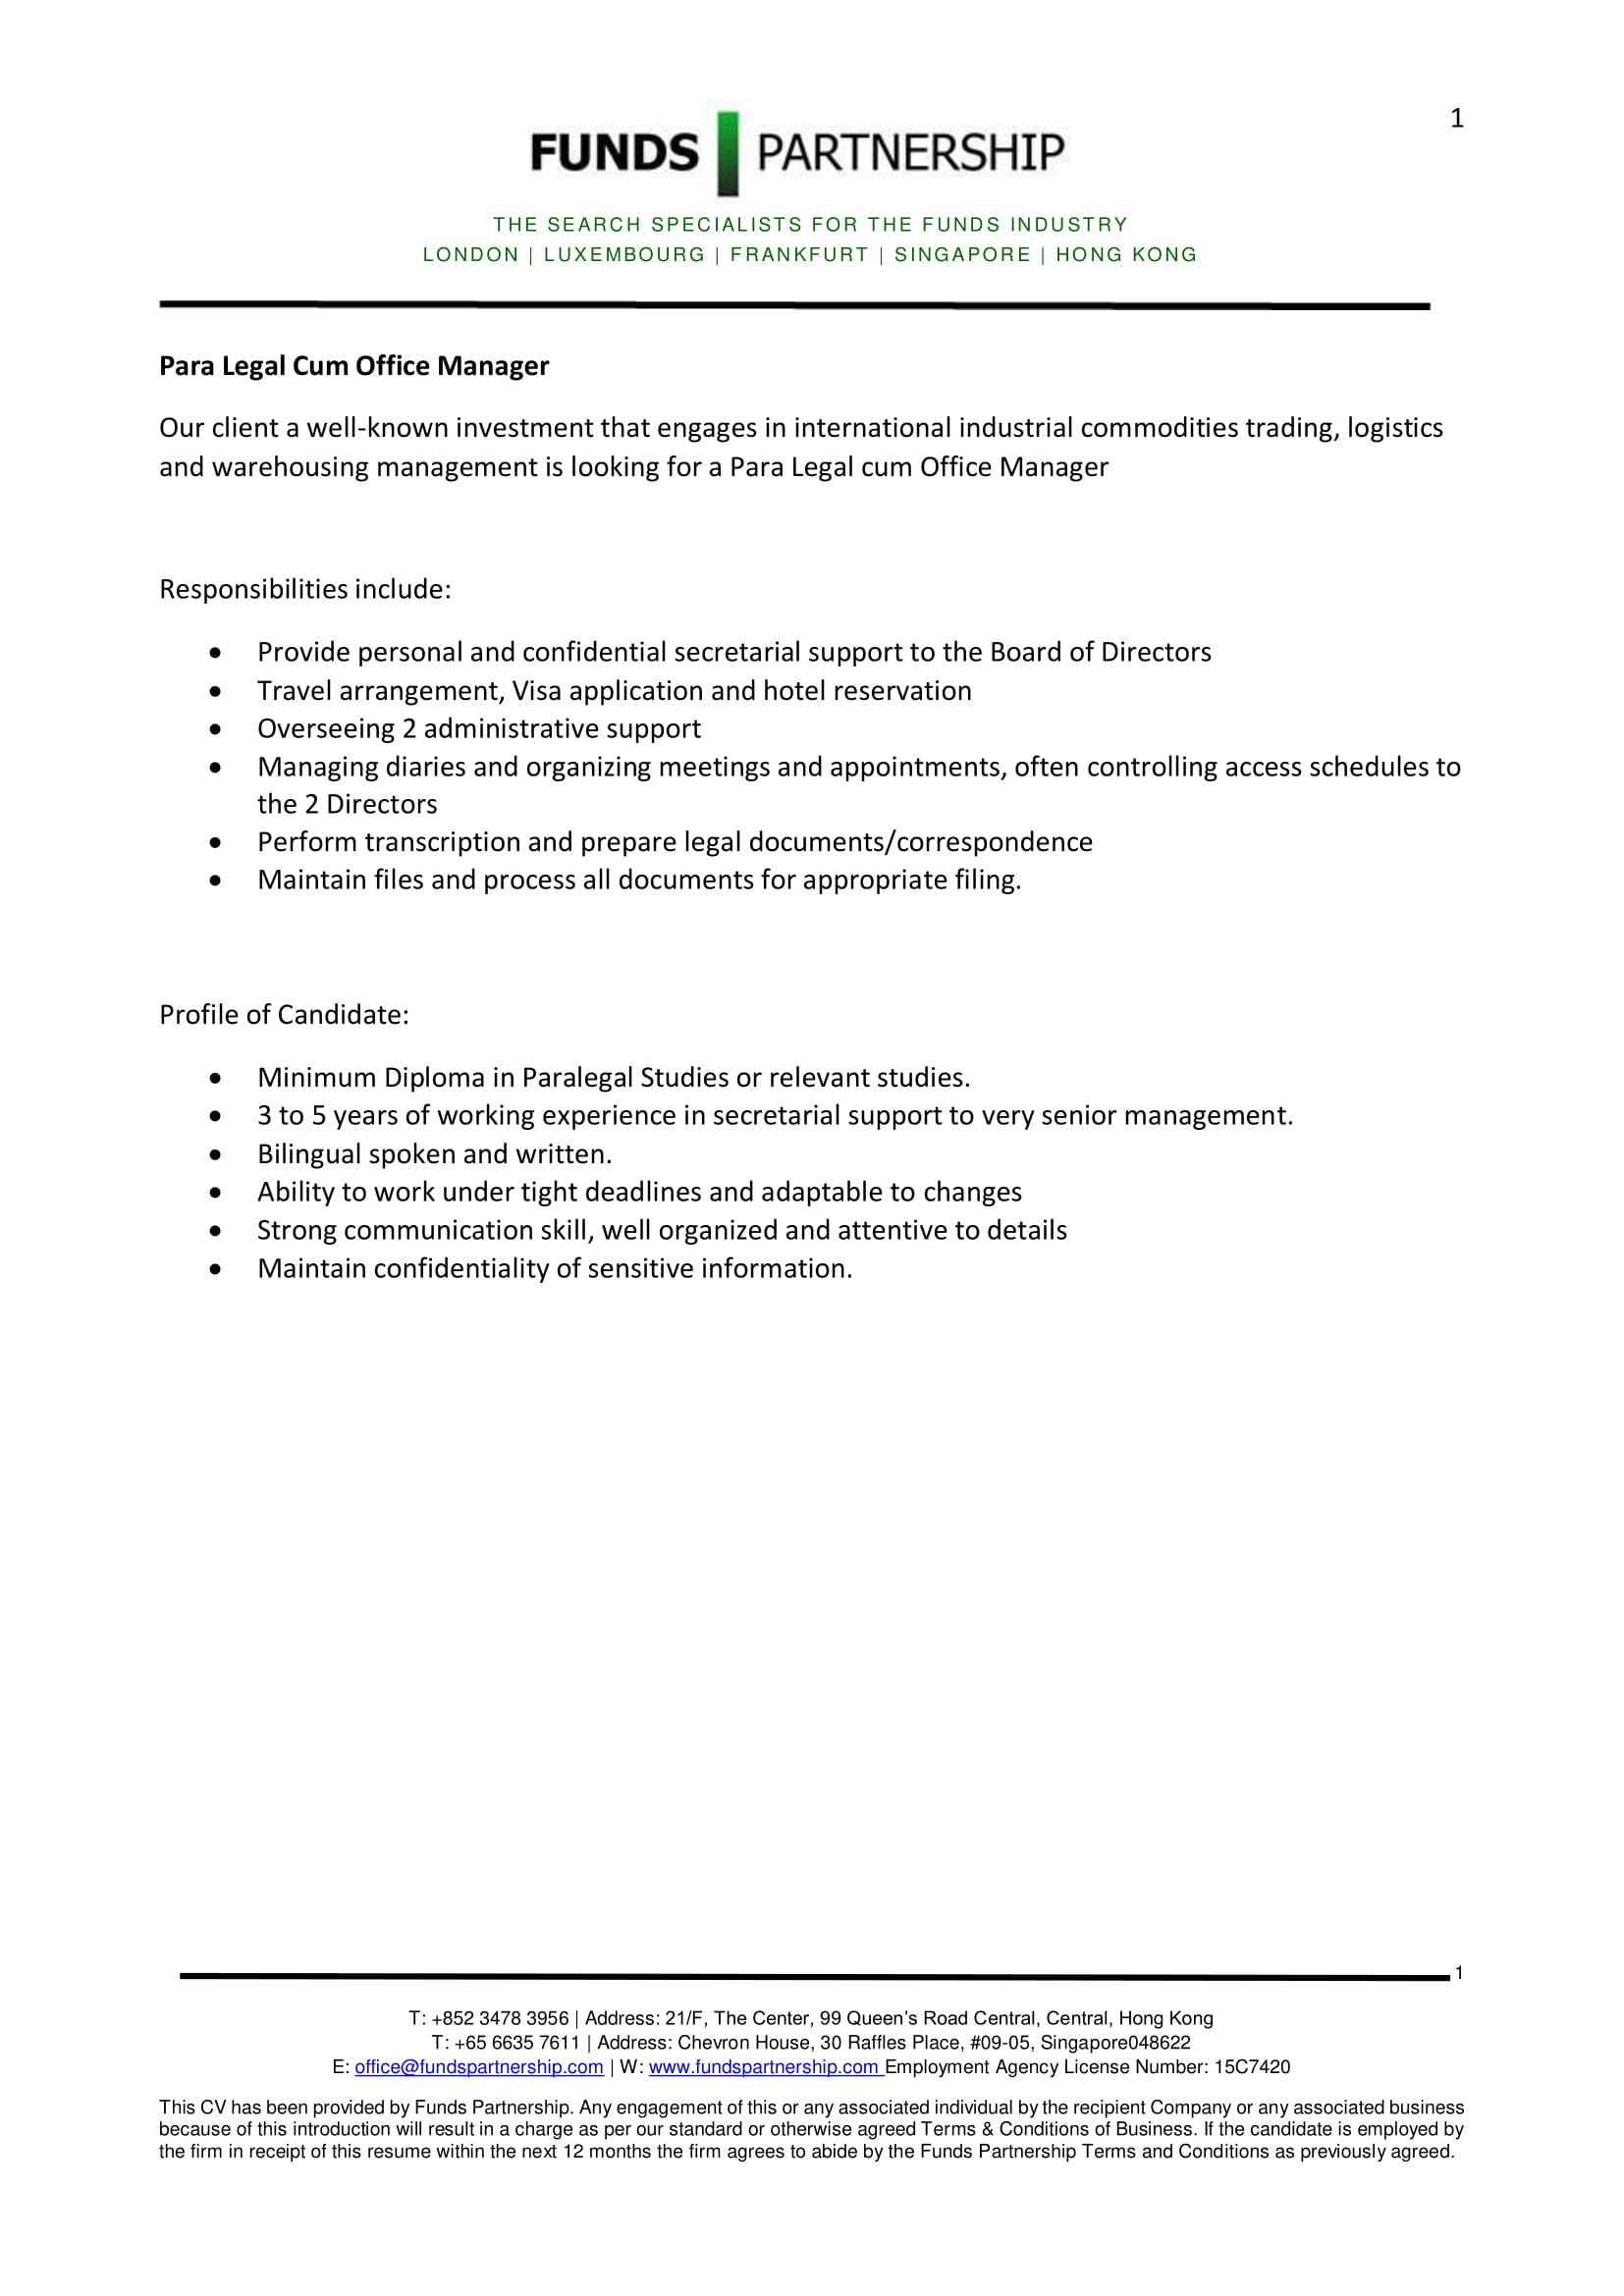 1
FUNDS PARTNERSHIP
THE SEARCH SPECIALISTS FOR THE FUNDS INDUSTRY
LONDON | LUXEMBOURG | FRANKFURT | SINGAPORE | HONG KONG
Para Legal Cum Office Manager
Our client a well-known investment that engages in international industrial commodities trading, logistics
and warehousing management is looking for a Para Legal cum Office Manager
Responsibilities include:
• Provide personal and confidential secretarial support to the Board of Directors
• Travel arrangement, Visa application and hotel reservation
• Overseeing 2 administrative support
• Managing diaries and organizing meetings and appointments, often controlling access schedules to
the 2 Directors
• Perform transcription and prepare legal documents/correspondence
• Maintain files and process all documents for appropriate filing.
Profile of Candidate:
• Minimum Diploma in Paralegal Studies or relevant studies.
• 3 to 5 years of working experience in secretarial support to very senior management.
• Bilingual spoken and written.
• Ability to work under tight deadlines and adaptable to changes
• Strong communication skill, well organized and attentive to details
• Maintain confidentiality of sensitive information.
1
T: +852 3478 3956 | Address: 21/F, The Center, 99 Queen’s Road Central, Central, Hong Kong
T: +65 6635 7611 | Address: Chevron House, 30 Raffles Place, #09-05, Singapore048622
E: office@fundspartnership.com | W: www.fundspartnership.com Employment Agency License Number: 15C7420
This CV has been provided by Funds Partnership. Any engagement of this or any associated individual by the recipient Company or any associated business
because of this introduction will result in a charge as per our standard or otherwise agreed Terms & Conditions of Business. If the candidate is employed by
the firm in receipt of this resume within the next 12 months the firm agrees to abide by the Funds Partnership Terms and Conditions as previously agreed.